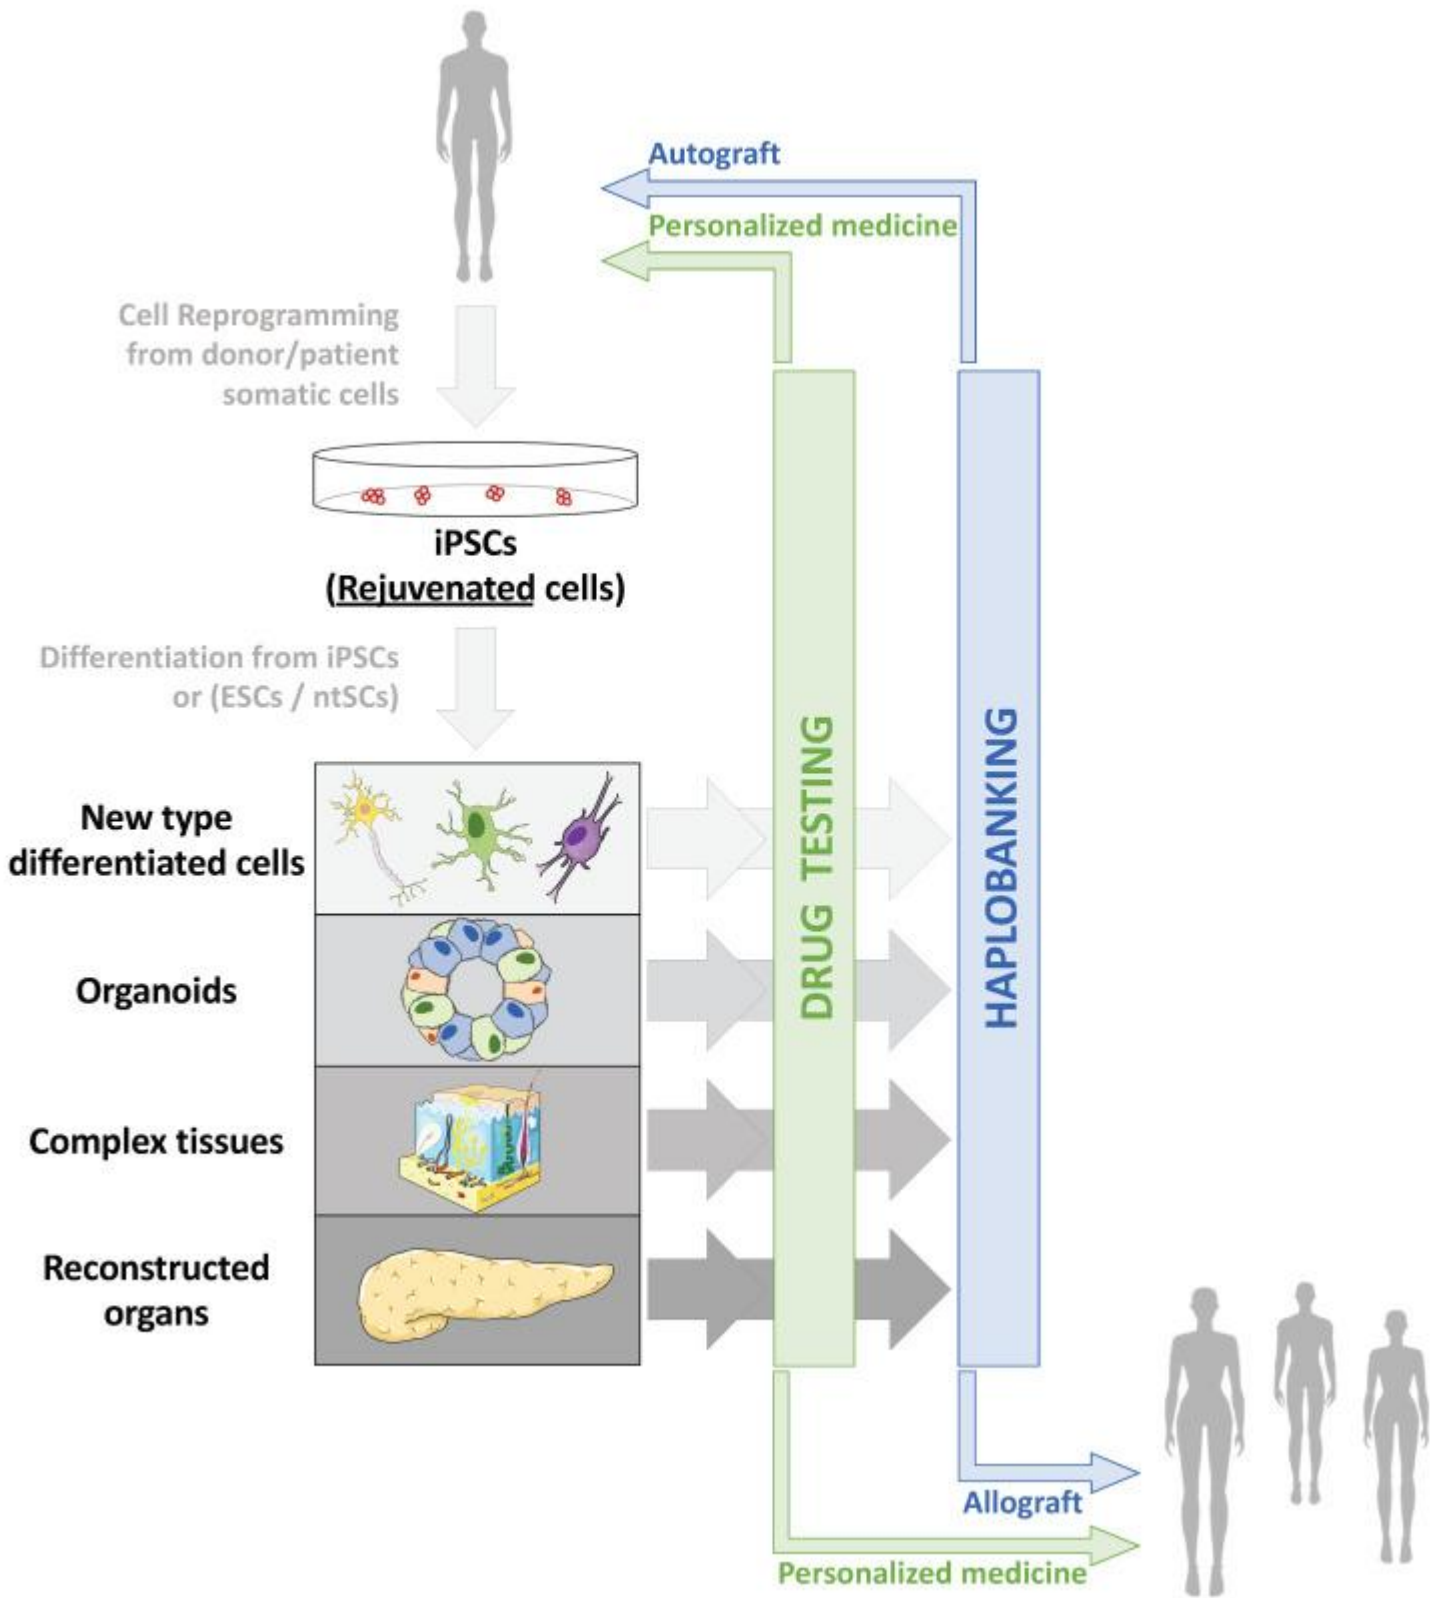 Autograft
Personalized medicine
Cell Reprogramming
from donor/patient
somatic cells
iPSCs
(Rejuvenated cells)
Differentiation from iPSCs
or (ESCs / ntSCs)
New type
differentiated cells
Organoids
Complex tissues
Reconstructed
organs
DRUG TESTING
HAPLOBANKING
Allograft
Personalized medicine